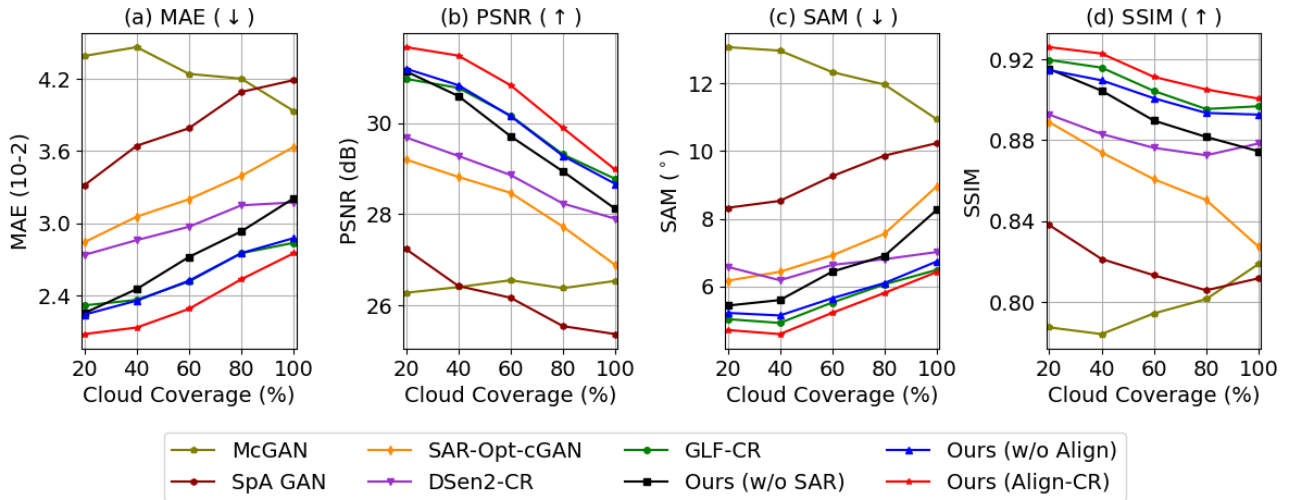 (a) MAE (↓)
(b) PSNR (↑)
(c) SAM (↓)
(d) SSIM (↑)
MAE (10-2)
4.2
3.6
3.0
2.4
20 40 60 80 100
Cloud Coverage (%)
PSNR (dB)
30
28
26
20 40 60 80 100
Cloud Coverage (%)
SAM (°)
12
10
8
6
20 40 60 80 100
Cloud Coverage (%)
SSIM
0.92
0.88
0.84
0.80
20 40 60 80 100
Cloud Coverage (%)
McGAN
SpA GAN
SAR-Opt-cGAN
DSen2-CR
GLF-CR
Ours (w/o SAR)
Ours (w/o Align)
Ours (Align-CR)